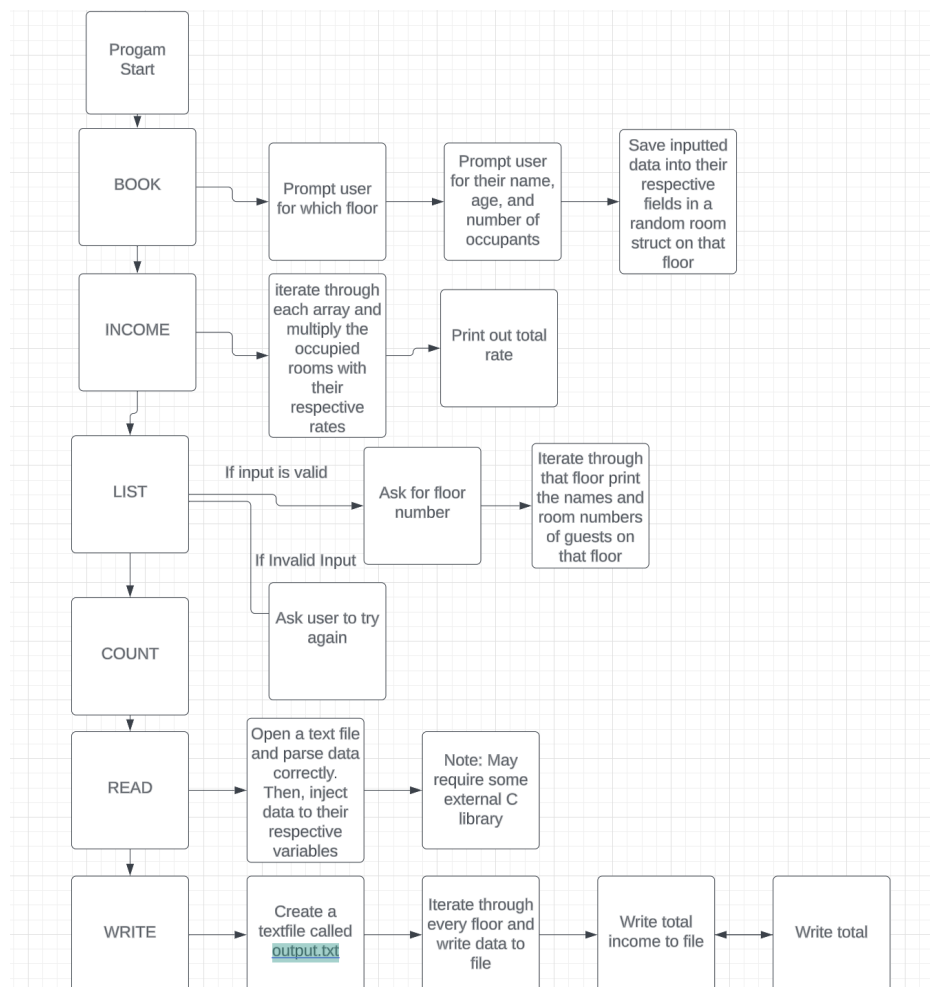 Progam
Start
BOOK
Prompt user
for which floor
Prompt user
for their name,
age, and
number of
occupants
Save inputted
data into their
respective
fields in a
random room
struct on that
floor
INCOME
iterate through
each array and
multiply the
occupied
rooms with
their
respective
rates
Print out total
rate
LIST
If input is valid
Ask for floor
number
Iterate through
that floor print
the names and
room numbers
of guests on
that floor
If Invalid Input
Ask user to try
again
COUNT
READ
Open a text file
and parse data
correctly.
Then, inject
data to their
respective
variables
Note: May
require some
external C
library
WRITE
Create a
textfile called
output.txt
Iterate through
every floor and
write data to
file
Write total
income to file
Write total